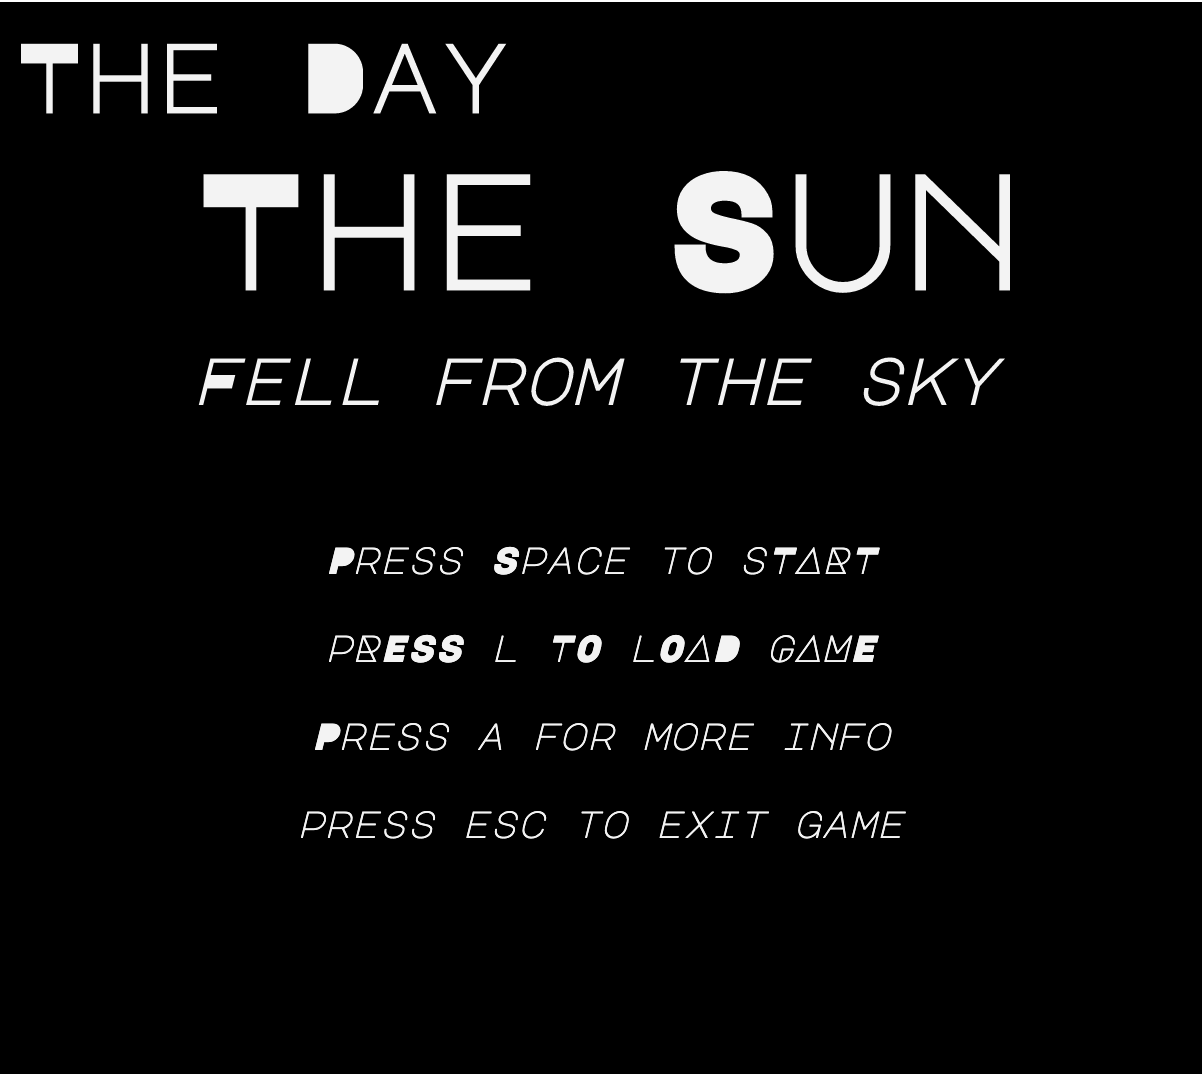 The Day
The Sun
Fell from the sky
Press Space to starT
press l to load game
Press a for more info
press esc to exit game